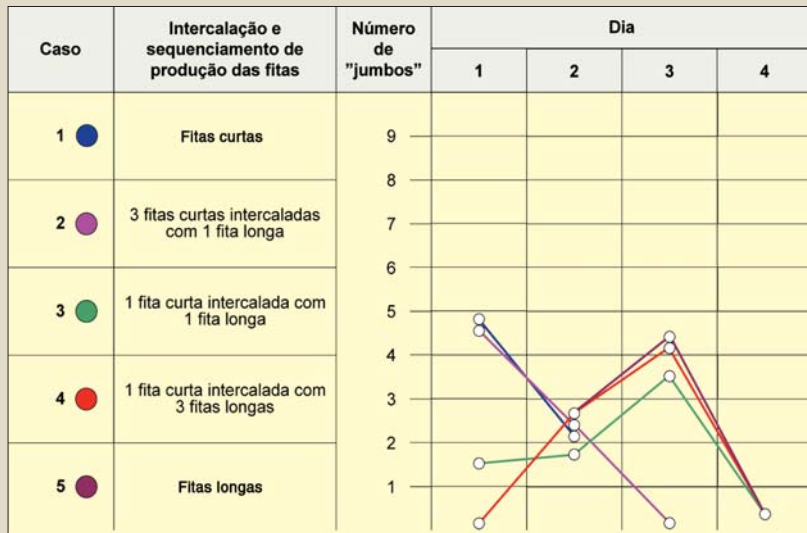 Caso
Intercalação e
sequenciamento de
produção das fitas
Número
de
"jumbos"
Dia
1
2
3
4
1
Fitas curtas
2
3 fitas curtas intercaladas
com 1 fita longa
3
1 fita curta intercalada com
1 fita longa
4
1 fita curta intercalada com
3 fitas longas
5
Fitas longas
9
8
7
6
5
4
3
2
1